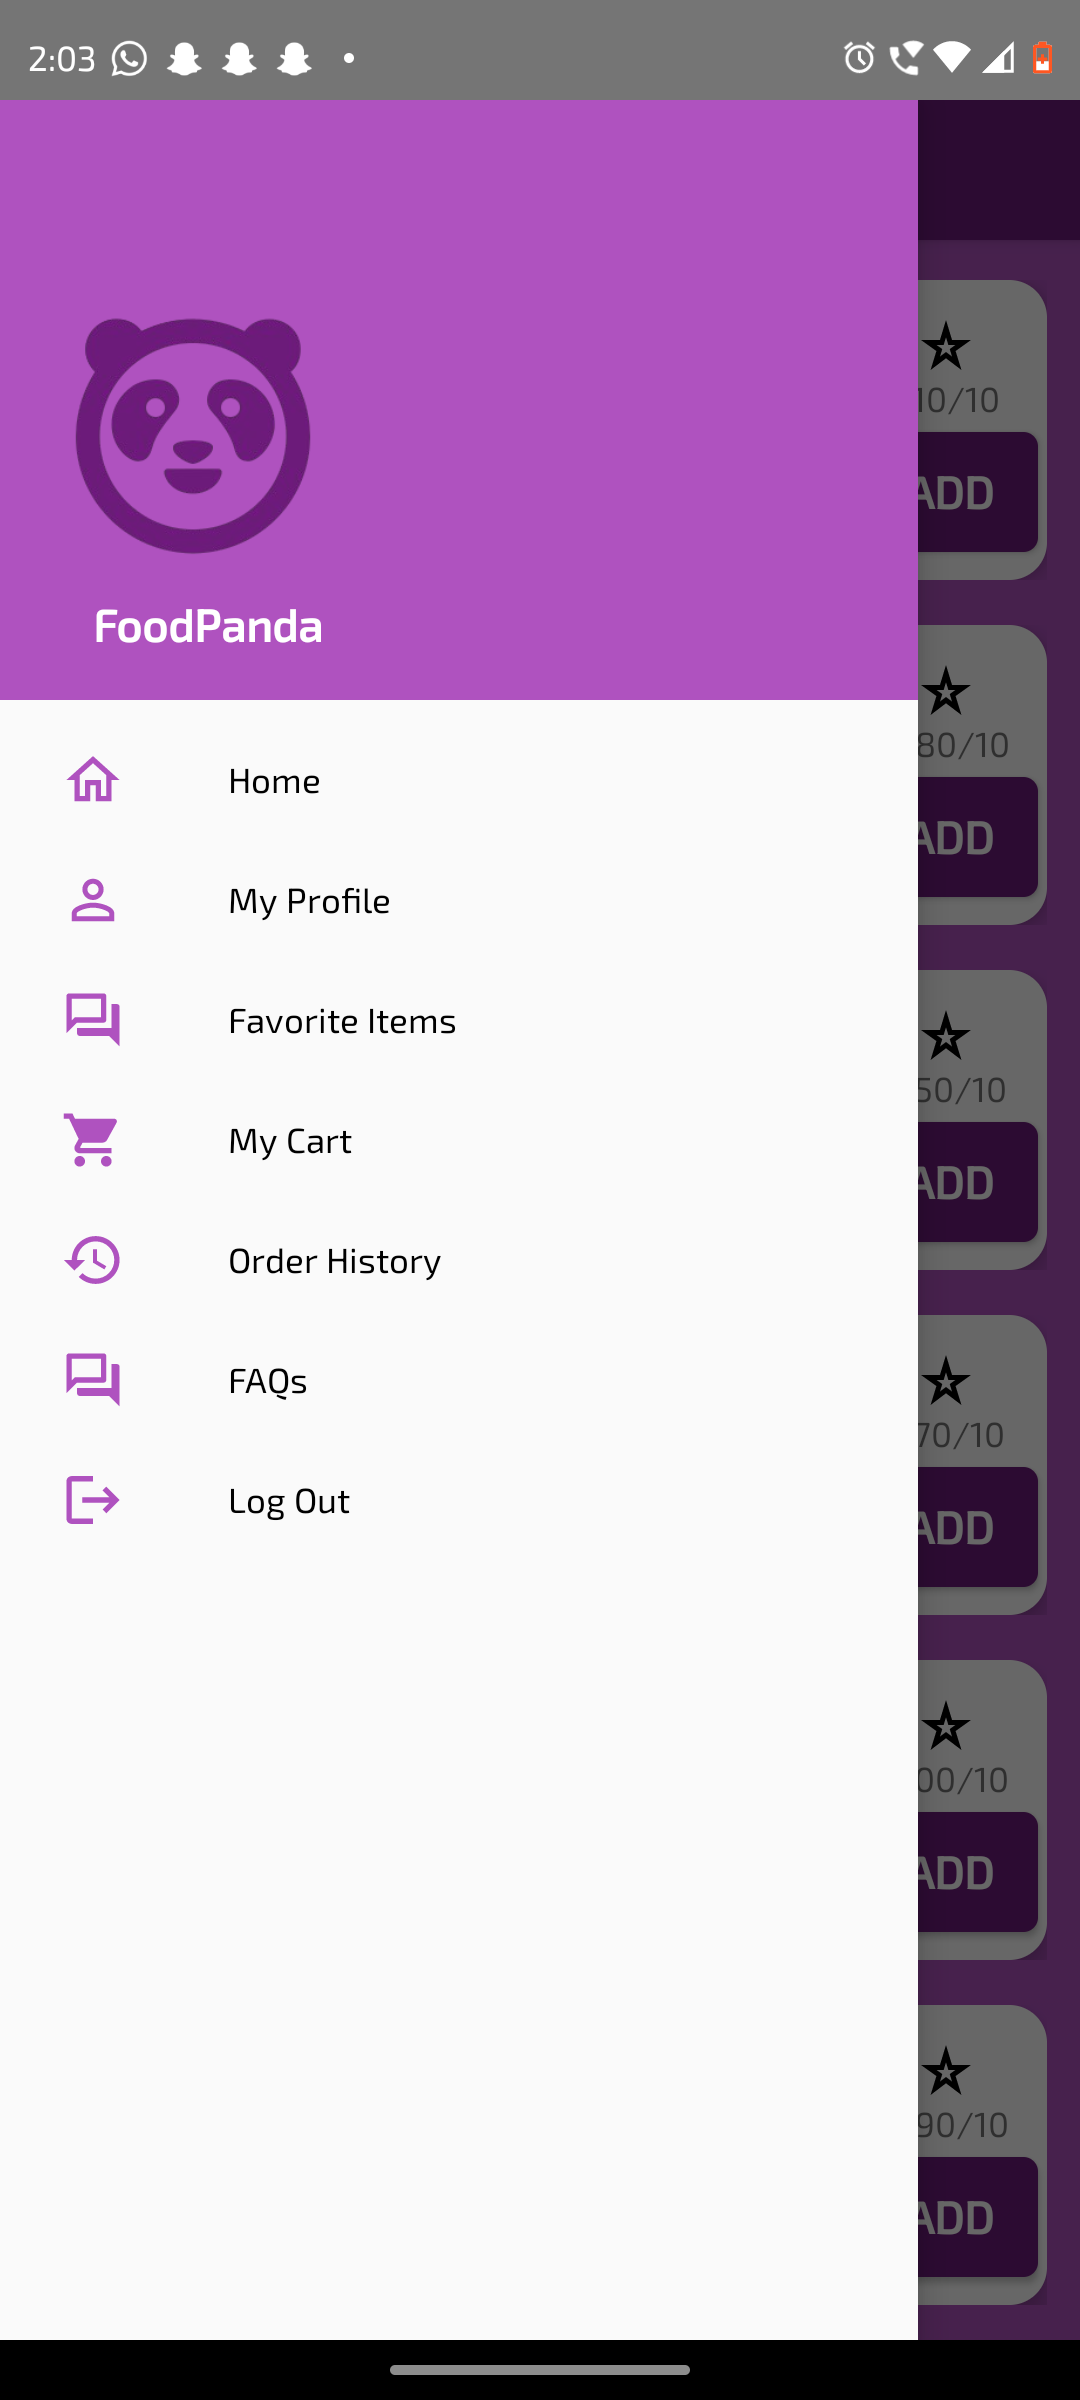 2:03
FoodPanda
Home
My Profile
Favorite Items
My Cart
Order History
FAQs
Log Out
10/10
ADD
80/10
ADD
50/10
ADD
70/10
ADD
00/10
ADD
90/10
ADD